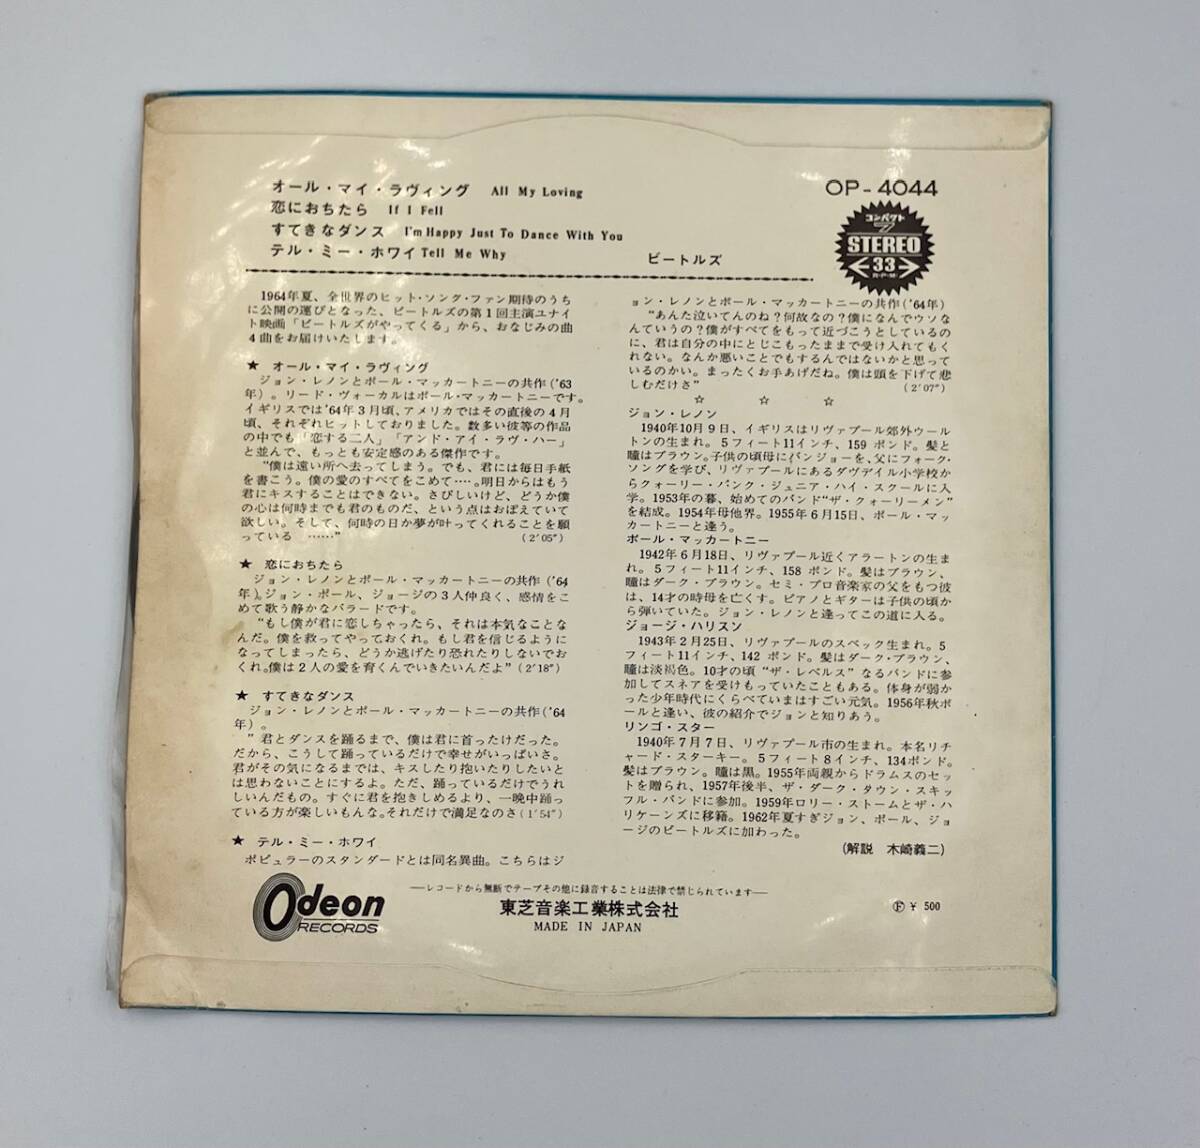 オール・マイ・ラヴィング All My Loving
恋におちたら If I Fell
すてきなダンス I'm Happy Just To Dance With You
テル・ミー・ホワイ Tell Me Why
ビートルズ
OP-4044
コンパクト
7
STEREO
33
R・P・M
1964年夏、全世界のヒット・ソング・ファン期待のうち
に公開の運びとなった、ビートルズの第1回主演ユナイ
ト映画「ビートルズがやってくる」から、おなじみの曲
4曲をお届けいたします。
★ オール・マイ・ラヴィング
ジョン・レノンとポール・マッカートニーの共作('63
年)。リード・ヴォーカルはポール・マッカートニーです。
イギリスでは'64年3月頃、アメリカではその直後の4月
頃、それぞれヒットしておりました。数多い彼等の作品
の中でも「恋する二人」「アンド・アイ・ラヴ・ハー」
と並んで、もっとも安定感のある傑作です。
"僕は遠い所へ去ってしまう。でも、君には毎日手紙
を書こう。僕の愛のすべてをこめて‥‥。明日からはもう
君にキスすることはできない。さびしいけど、どうか僕
の心は何時までも君のものだ、という点はおぼえていて
欲しい。そして、何時の日か夢が叶ってくれることを願
っている ……" (2'05")
★ 恋におちたら
ジョン・レノンとポール・マッカートニーの共作('64
年)。ジョン・ポール、ジョージの3人仲良く、感情をこ
めて歌う静かなバラードです。
"もし僕が君に恋しちゃったら、それは本気なことな
んだ。僕を救ってやっておくれ。もし君を信じるように
なってしまったら、どうか逃げたり恐れたりしないでお
くれ。僕は2人の愛を育くんでいきたいんだよ" (2'18")
★ すてきなダンス
ジョン・レノンとポール・マッカートニーの共作('64
年)。
"君とダンスを踊るまで、僕は君に首ったけだった。
だから、こうして踊っているだけで幸せがいっぱいさ。
君がその気になるまでは、キスしたり抱いたりしたいと
は思わないことにするよ。ただ、踊っているだけでうれ
しいんだもの。すぐに君を抱きしめるより、一晩中踊っ
ている方が楽しいもんな。それだけで満足なのさ(1'54")
★ テル・ミー・ホワイ
ポピュラーのスタンダードとは同名異曲。こちらはジ
ョン・レノンとポール・マッカートニーの共作('64年)
"あんた泣いてんのね?何故なの?僕になんでウソな
んていうの?僕がすべてをもって近づこうとしているの
に、君は自分の中にとじこもったままで受け入れてもく
れない。なんか悪いことでもするんではないかと思って
いるのかい。まったくお手あげだね。僕は頭を下げて悲
しむだけさ" (2'07")
☆ ☆ ☆
ジョン・レノン
1940年10月9日、イギリスはリヴァプール郊外ウール
トンの生まれ。5フィート11インチ、159ポンド。髪と
瞳はブラウン。子供の頃母にバンジョーを、父にフォーク・
ソングを学び、リヴァプールにあるダヴデイル小学校か
らクォーリー・バンク・ジュニア・ハイ・スクールに入
学。1953年の暮、始めてのバンド"ザ・クォーリーメン"
を結成。1954年母他界。1955年6月15日、ポール・マッ
カートニーと逢う。
ポール・マッカートニー
1942年6月18日、リヴァプール近くアラートンの生ま
れ。5フィート11インチ、158ポンド。髪はブラウン、
瞳はダーク・ブラウン。セミ・プロ音楽家の父をもつ彼
は、14才の時母を亡くす。ピアノとギターは子供の頃か
ら弾いていた。ジョン・レノンと逢ってこの道に入る。
ジョージ・ハリスン
1943年2月25日、リヴァプールのスペック生まれ。5
フィート11インチ、142ポンド。髪はダーク・ブラウン、
瞳は淡褐色。10才の頃"ザ・レベルス"なるバンドに参
加してスネアを受けもっていたこともある。体身が弱か
った少年時代にくらべていまはすごい元気。1956年秋ポ
ールと逢い、彼の紹介でジョンと知りあう。
リンゴ・スター
1940年7月7日、リヴァプール市の生まれ。本名リチ
ャード・スターキー。5フィート8インチ、134ポンド。
髪はブラウン。瞳は黒。1955年両親からドラムスのセッ
トを贈られ、1957年後半、ザ・ダーク・タウン・スキッ
フル・バンドに参加。1959年ロリー・ストームとザ・ハ
リケーンズに移籍。1962年夏すぎジョン、ポール、ジョ
ージのビートルズに加わった。
(解説 木崎義二)
Odeon
RECORDS
―レコードから無断でテープその他に録音することは法律で禁じられています―
東芝音楽工業株式会社
MADE IN JAPAN
Ⓕ ¥ 500